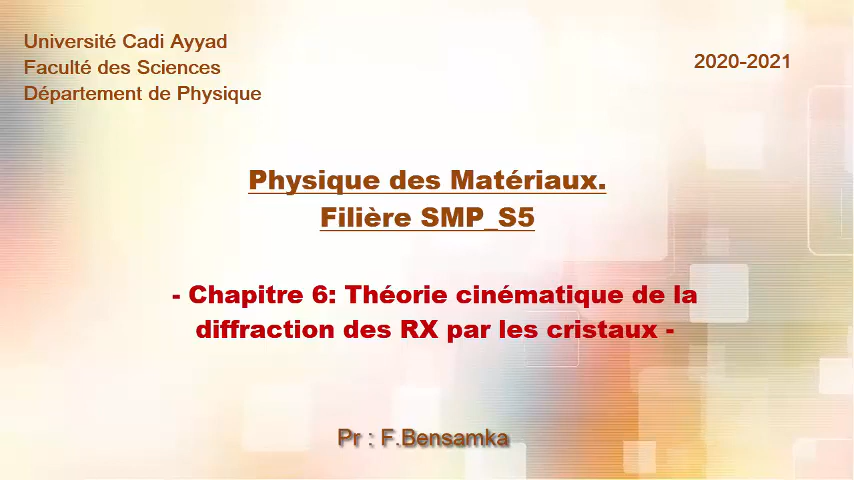 Université Cadi Ayyad
Faculté des Sciences
Département de Physique
2020-2021
Physique des Matériaux.
Filière SMP_S5
- Chapitre 6: Théorie cinématique de la
diffraction des RX par les cristaux -
Pr : F.Bensamka